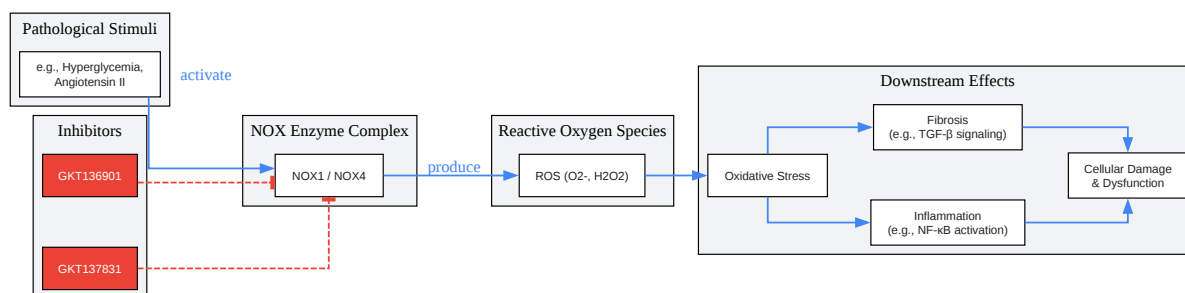 Pathological Stimuli
e.g., Hyperglycemia,
Angiotensin II
activate
Inhibitors
GKT136901
GKT137831
NOX Enzyme Complex
NOX1 / NOX4
produce
Reactive Oxygen Species
ROS (O2-, H2O2)
Downstream Effects
Oxidative Stress
Fibrosis
(e.g., TGF-β signaling)
Inflammation
(e.g., NF-κB activation)
Cellular Damage
& Dysfunction